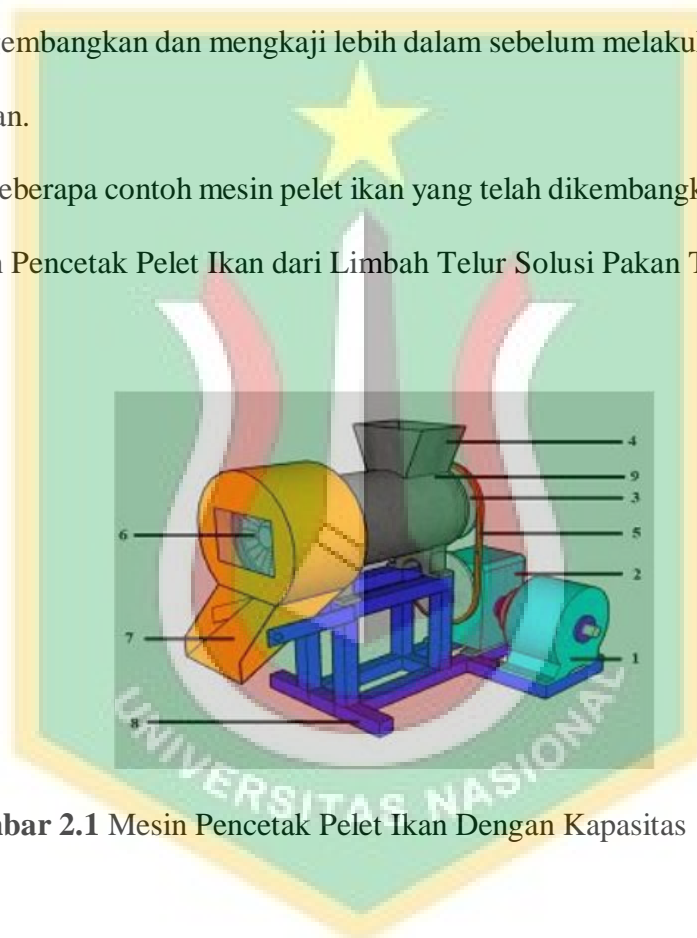 embangkan dan mengkaji lebih dalam sebelum melaku
an.
eberapa contoh mesin pelet ikan yang telah dikembangk
Pencetak Pelet Ikan dari Limbah Telur Solusi Pakan T
4
9
3
5
6
2
7
1
8
UNIVERSITAS NASIONAL
bar 2.1 Mesin Pencetak Pelet Ikan Dengan Kapasitas